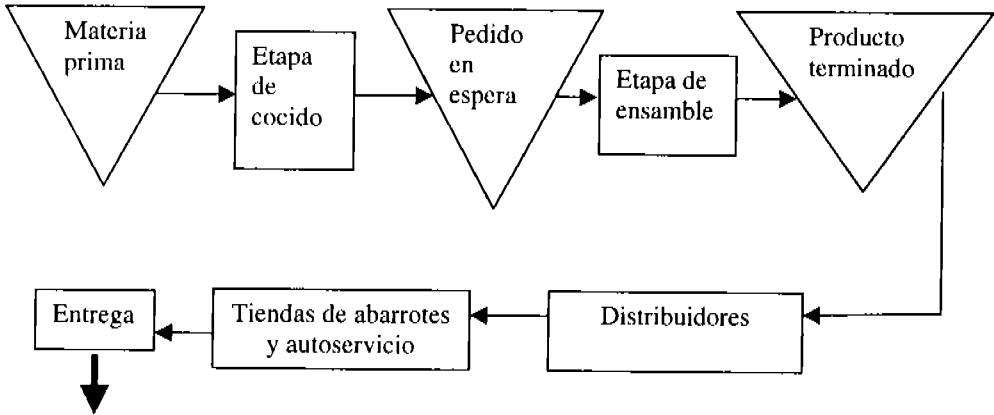 Materia
prima
Etapa
de
cocido
Pedido
en
espera
Etapa de
ensamble
Producto
terminado
Entrega
Tiendas de abarrotes
y autoservicio
Distribuidores